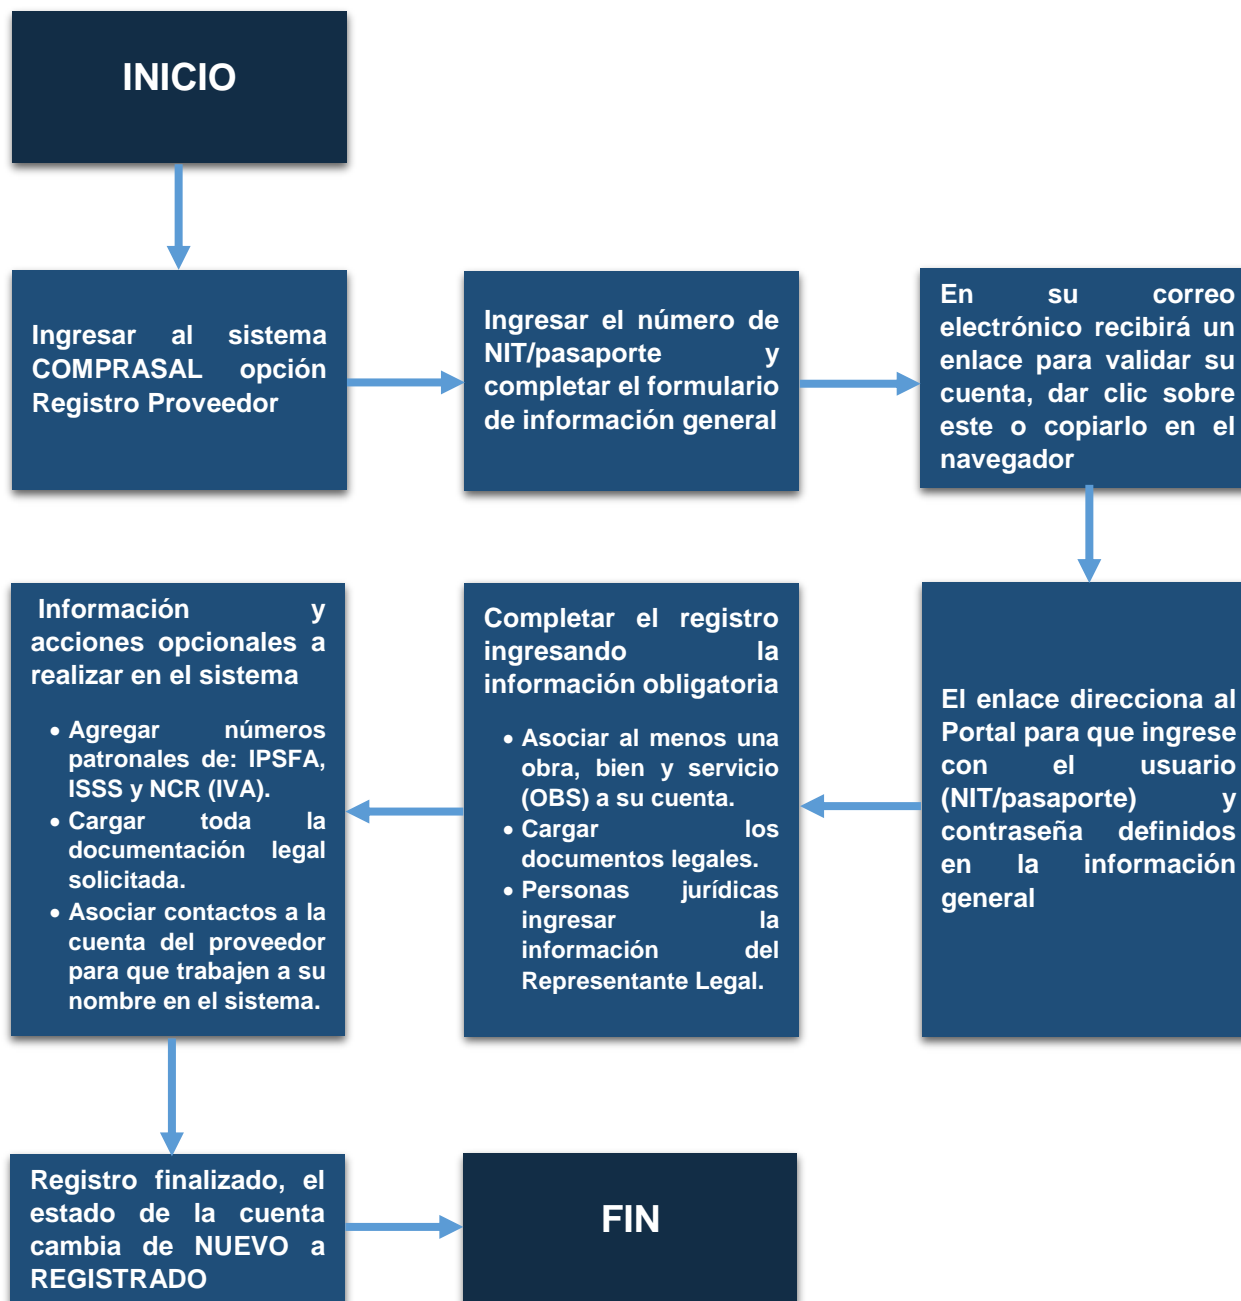 INICIO
Ingresar al sistema
COMPRASAL opción
Registro Proveedor
Ingresar el número de
NIT/pasaporte y
completar el formulario
de información general
En su correo
electrónico recibirá un
enlace para validar su
cuenta, dar clic sobre
este o copiarlo en el
navegador
El enlace direcciona al
Portal para que ingrese
con el usuario
(NIT/pasaporte) y
contraseña definidos
en la información
general
Completar el registro
ingresando la
información obligatoria
• Asociar al menos una
obra, bien y servicio
(OBS) a su cuenta.
• Cargar los
documentos legales.
• Personas jurídicas
ingresar la
información del
Representante Legal.
Información y
acciones opcionales a
realizar en el sistema
• Agregar números
patronales de: IPSFA,
ISSS y NCR (IVA).
• Cargar toda la
documentación legal
solicitada.
• Asociar contactos a la
cuenta del proveedor
para que trabajen a su
nombre en el sistema.
Registro finalizado, el
estado de la cuenta
cambia de NUEVO a
REGISTRADO
FIN